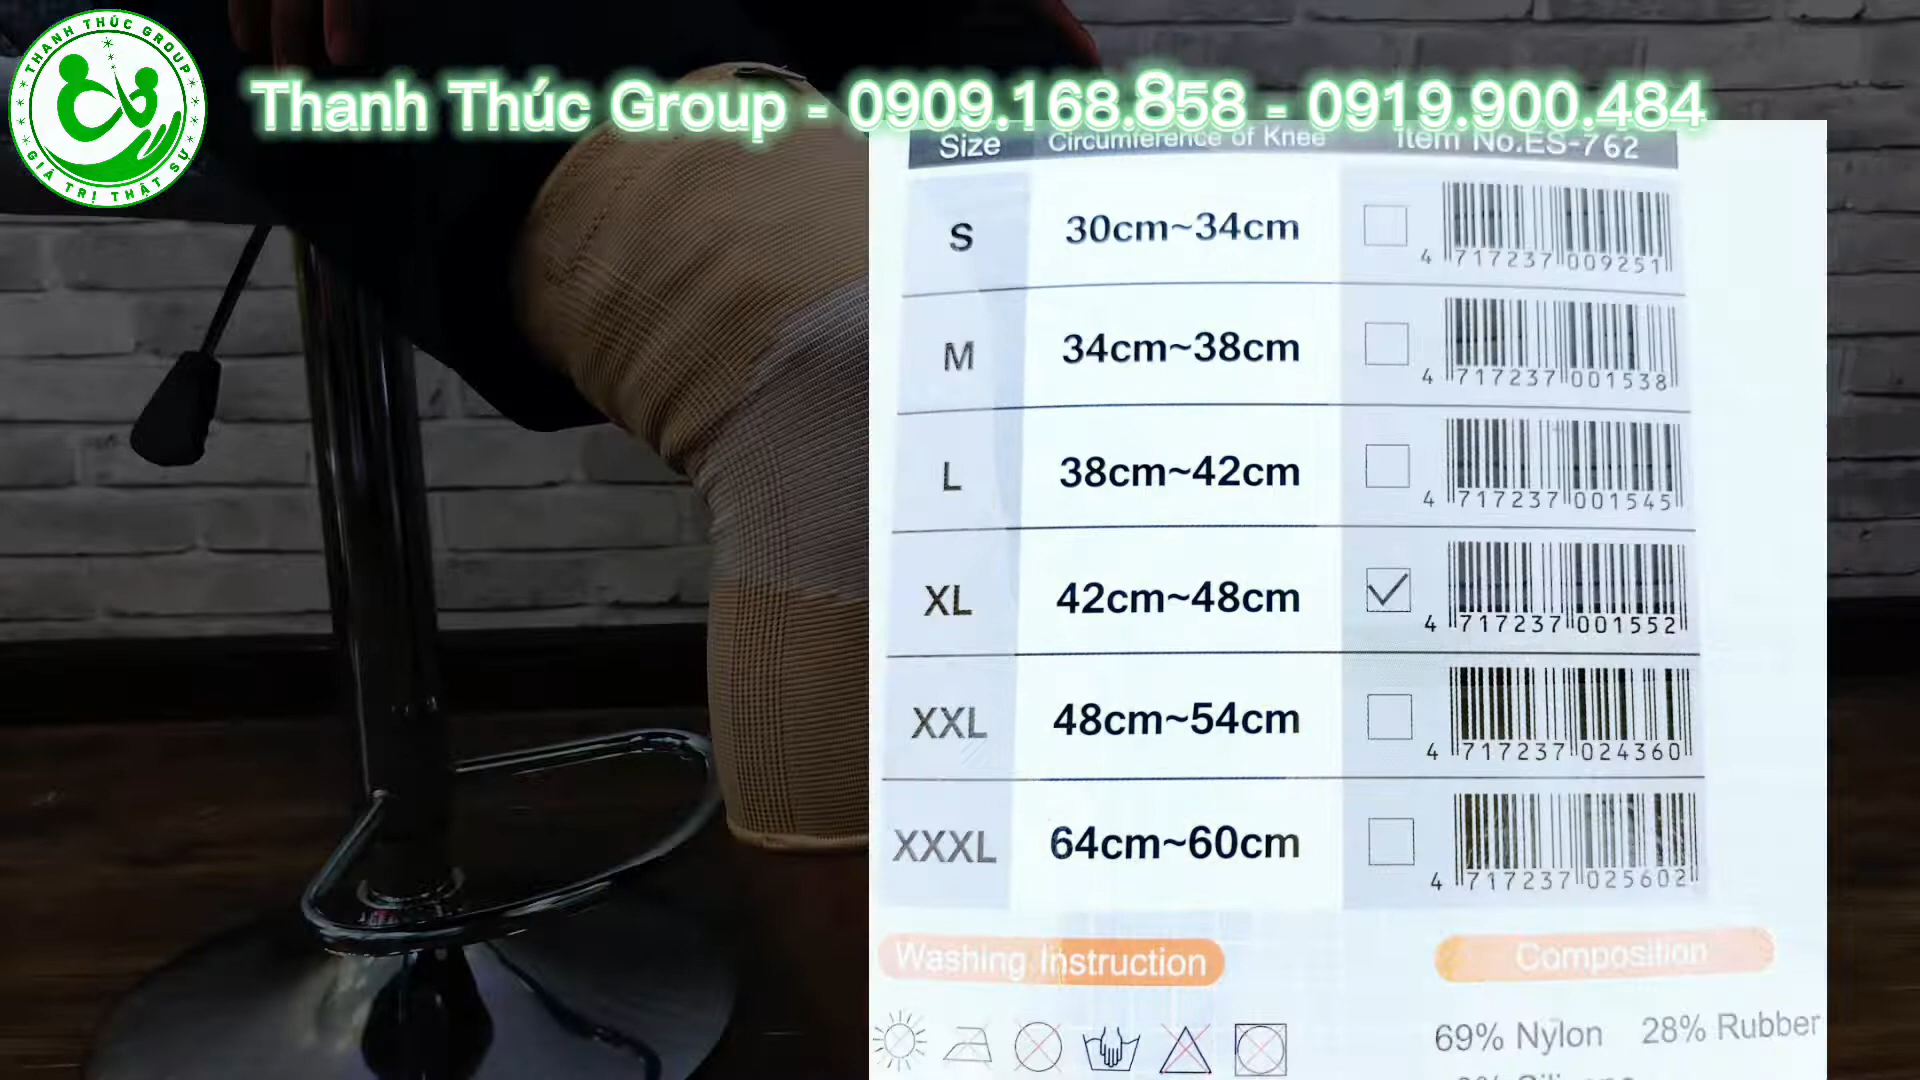 THANH THÚC GROUP
GIÁ TRỊ THẬT SỰ
Thanh Thúc Group - 0909.168.858 - 0919.900.484
Size Circumference of Knee Item No.ES-762
S 30cm~34cm 4 717237 009251
M 34cm~38cm 4 717237 001538
L 38cm~42cm 4 717237 001545
XL 42cm~48cm 4 717237 001552
XXL 48cm~54cm 4 717237 024360
XXXL 64cm~60cm 4 717237 025602
Washing Instruction Composition
69% Nylon 28% Rubber